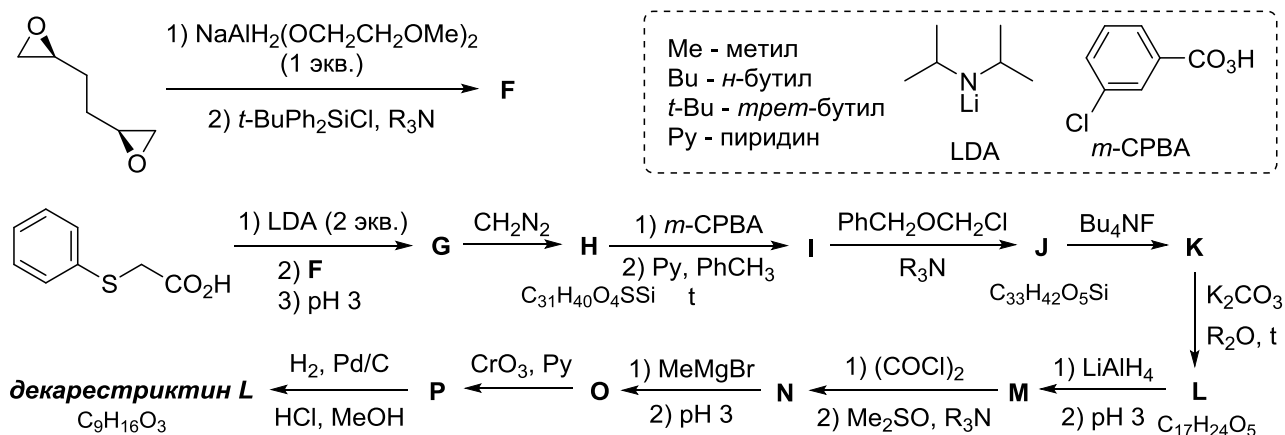 1) NaAlH₂(OCH₂CH₂OMe)₂
(1 экв.)
2) t-BuPh₂SiCl, R₃N
F
O
O
Me - метил
Bu - н-бутил
t-Bu - трет-бутил
Py - пиридин
N
Li
LDA
CO₃H
Cl
m-CPBA
S
CO₂H
1) LDA (2 экв.)
2) F
3) pH 3
G
CH₂N₂
H
C₃₁H₄₀O₄SSi
1) m-CPBA
2) Py, PhCH₃
t
I
PhCH₂OCH₂Cl
R₃N
J
C₃₃H₄₂O₅Si
Bu₄NF
K
K₂CO₃
R₂O, t
декарестриктин L
C₉H₁₆O₃
H₂, Pd/C
HCl, MeOH
P
CrO₃, Py
O
1) MeMgBr
2) pH 3
N
1) (COCl)₂
2) Me₂SO, R₃N
M
1) LiAlH₄
2) pH 3
L
C₁₇H₂₄O₅